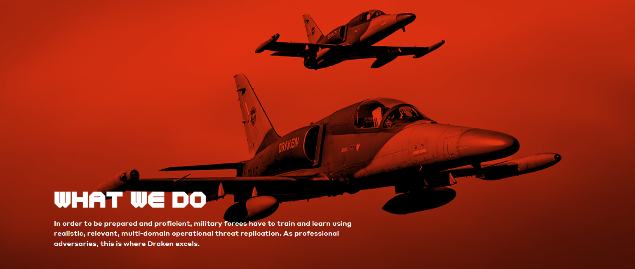 DRAKEN
WHAT WE DO
In order to be prepared and proficient, military forces have to train and learn using
realistic, relevant, multi-domain operational threat replication. As professional
adversaries, this is where Draken excels.